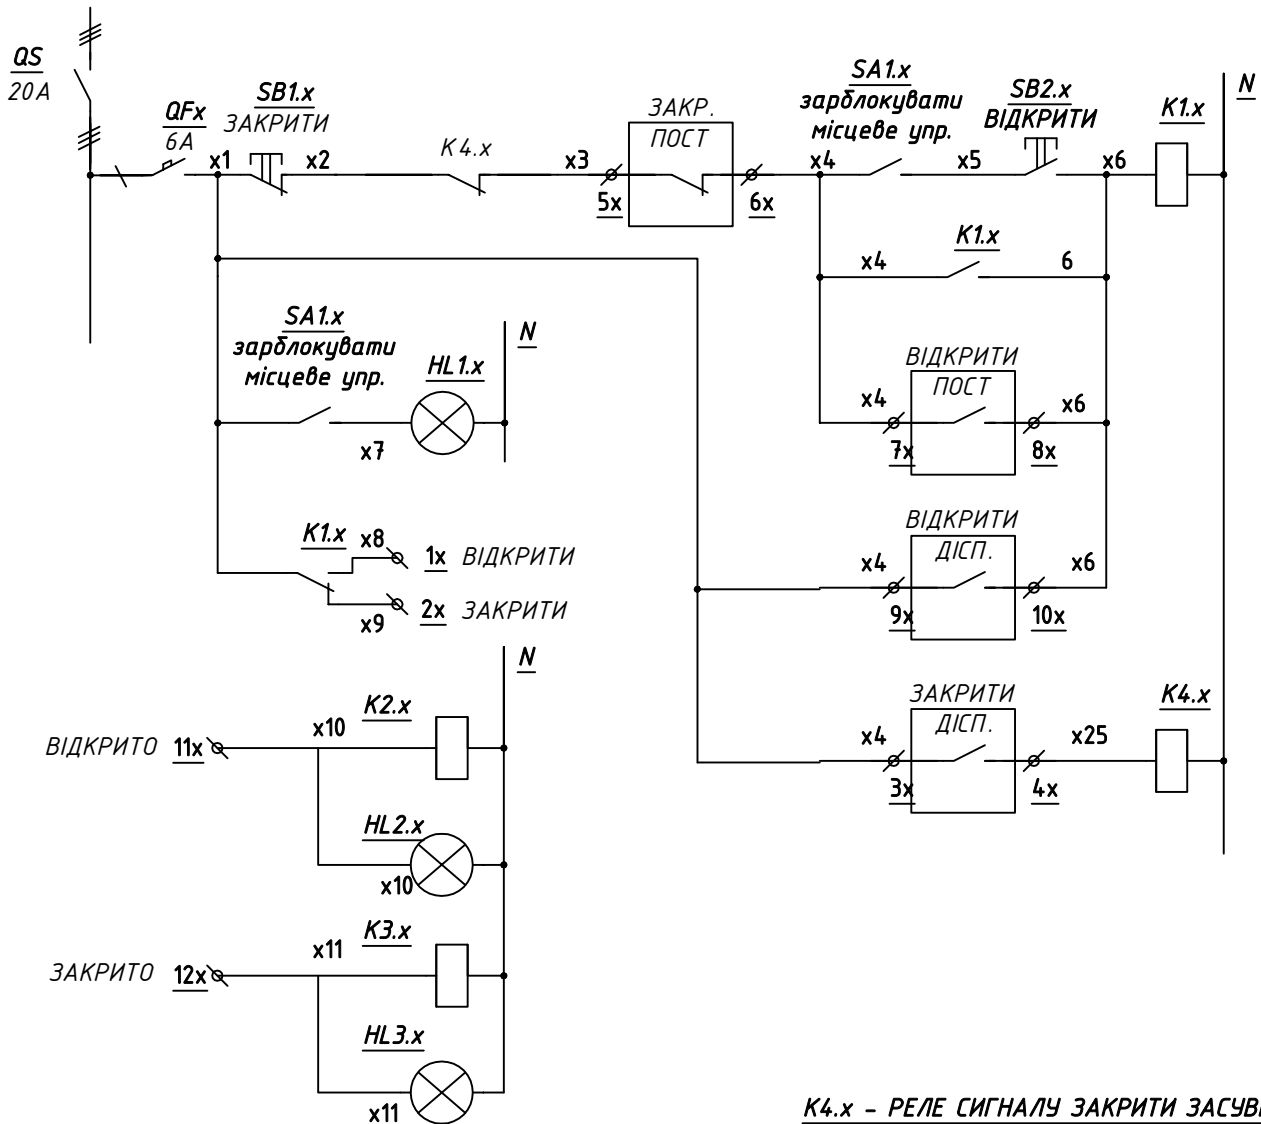 QS
20A
QFx
6A
x1
SB1.x
ЗАКРИТИ
x2
K4.x
x3
5x
ЗАКР.
ПОСТ
6x
SA1.x
зарблокувати
місцеве упр.
x4
x5
SB2.x
ВІДКРИТИ
x6
K1.x
N
K1.x
x4
6
SA1.x
зарблокувати
місцеве упр.
x7
HL1.x
N
ВІДКРИТИ
ПОСТ
x4
x6
7x
8x
K1.x
x8
1x ВІДКРИТИ
2x ЗАКРИТИ
x9
ВІДКРИТИ
ДІСП.
x4
x6
9x
10x
N
K2.x
x10
ВІДКРИТО 11x
HL2.x
x10
ЗАКРИТИ
ДІСП.
x4
x25
3x
4x
K4.x
K3.x
x11
ЗАКРИТО 12x
HL3.x
x11
K4.x - РЕЛЕ СИГНАЛУ ЗАКРИТИ